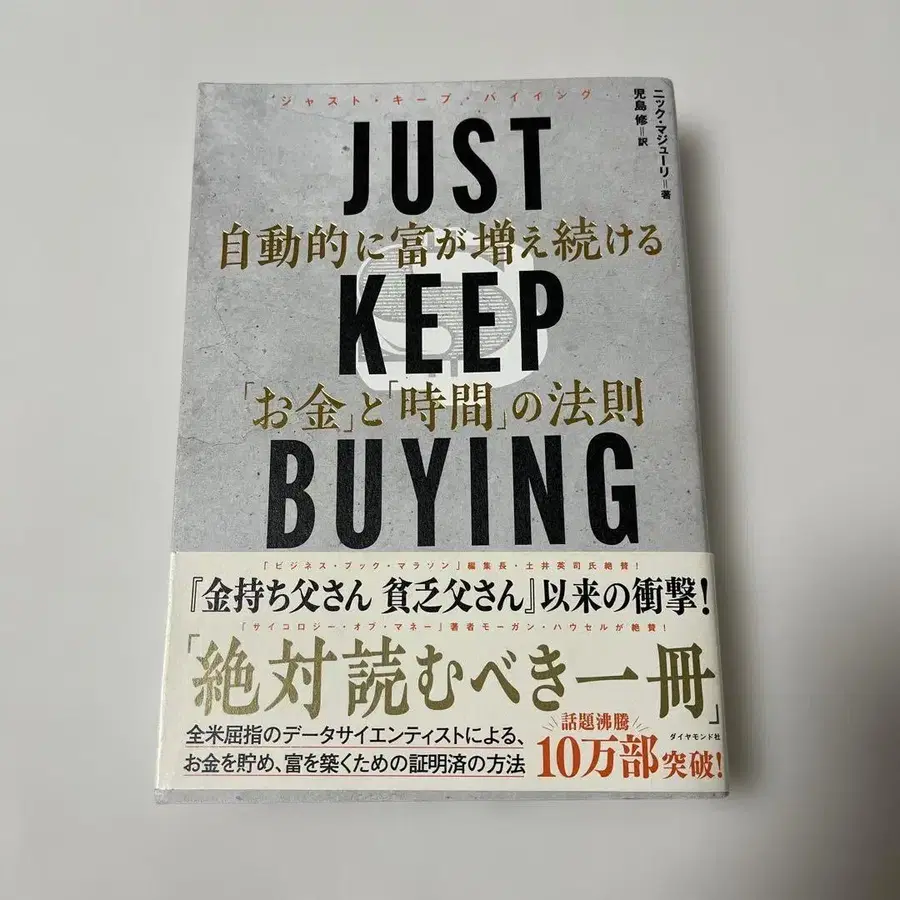 ジャスト・キープ・バイイング
ニック・マジューリ=著
児島 修=訳
JUST
自動的に富が増え続ける
KEEP
「お金」と「時間」の法則
BUYING
「ビジネス・ブック・マラソン」編集長・土井英司氏絶賛!
『金持ち父さん 貧乏父さん』以来の衝撃!
「サイコロジー・オブ・マネー」著者モーガン・ハウセルが絶賛!
「絶対読むべき一冊」
全米屈指のデータサイエンティストによる、
お金を貯め、富を築くための証明済の方法
話題沸騰
10万部突破!
ダイヤモンド社